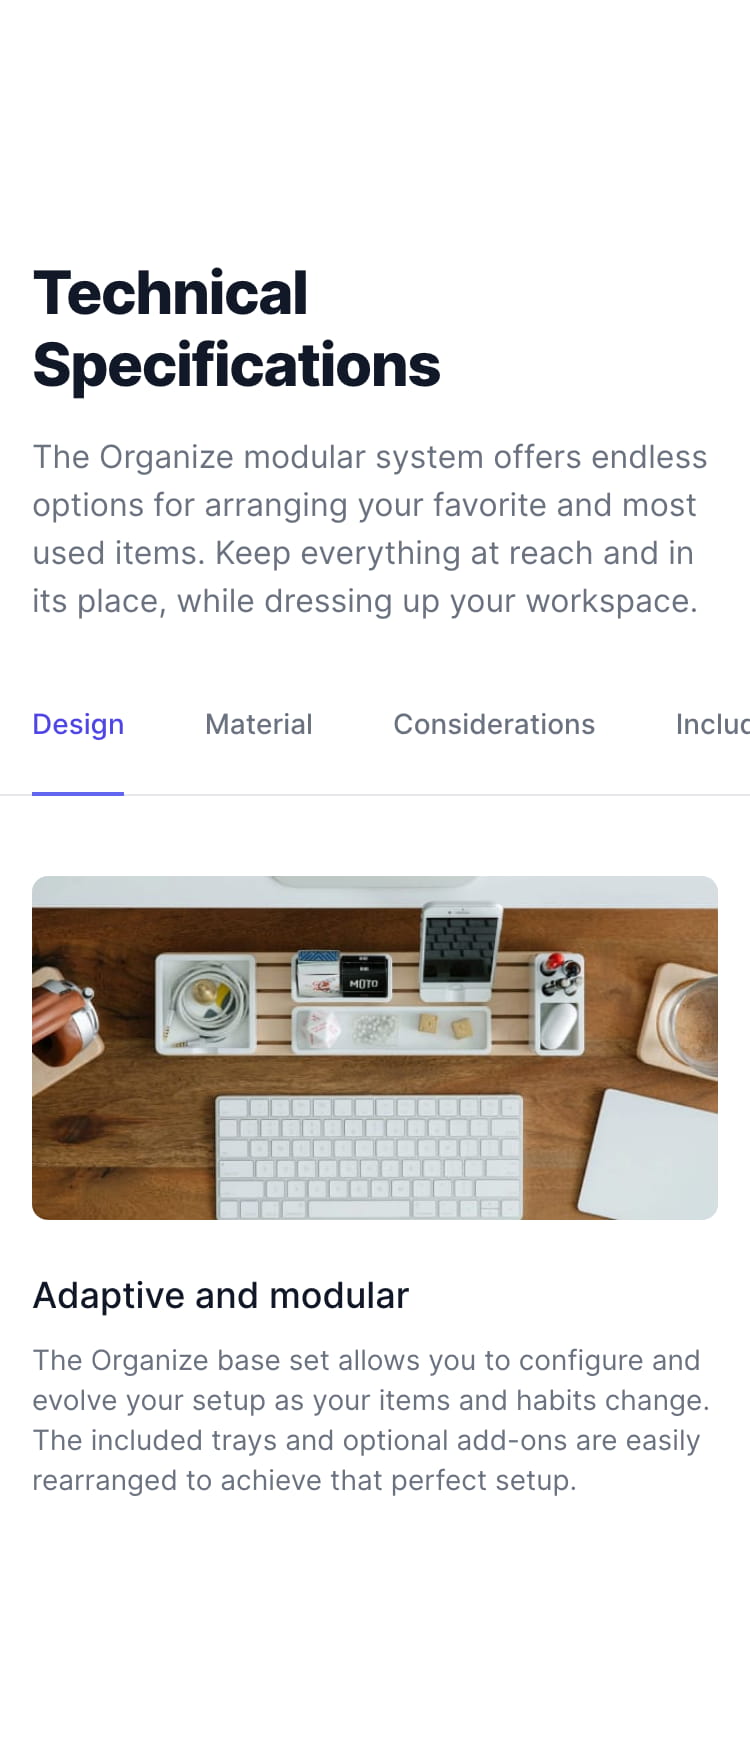 Technical
Specifications
The Organize modular system offers endless
options for arranging your favorite and most
used items. Keep everything at reach and in
its place, while dressing up your workspace.
Design Material Considerations Includ
MOTO
Adaptive and modular
The Organize base set allows you to configure and
evolve your setup as your items and habits change.
The included trays and optional add-ons are easily
rearranged to achieve that perfect setup.